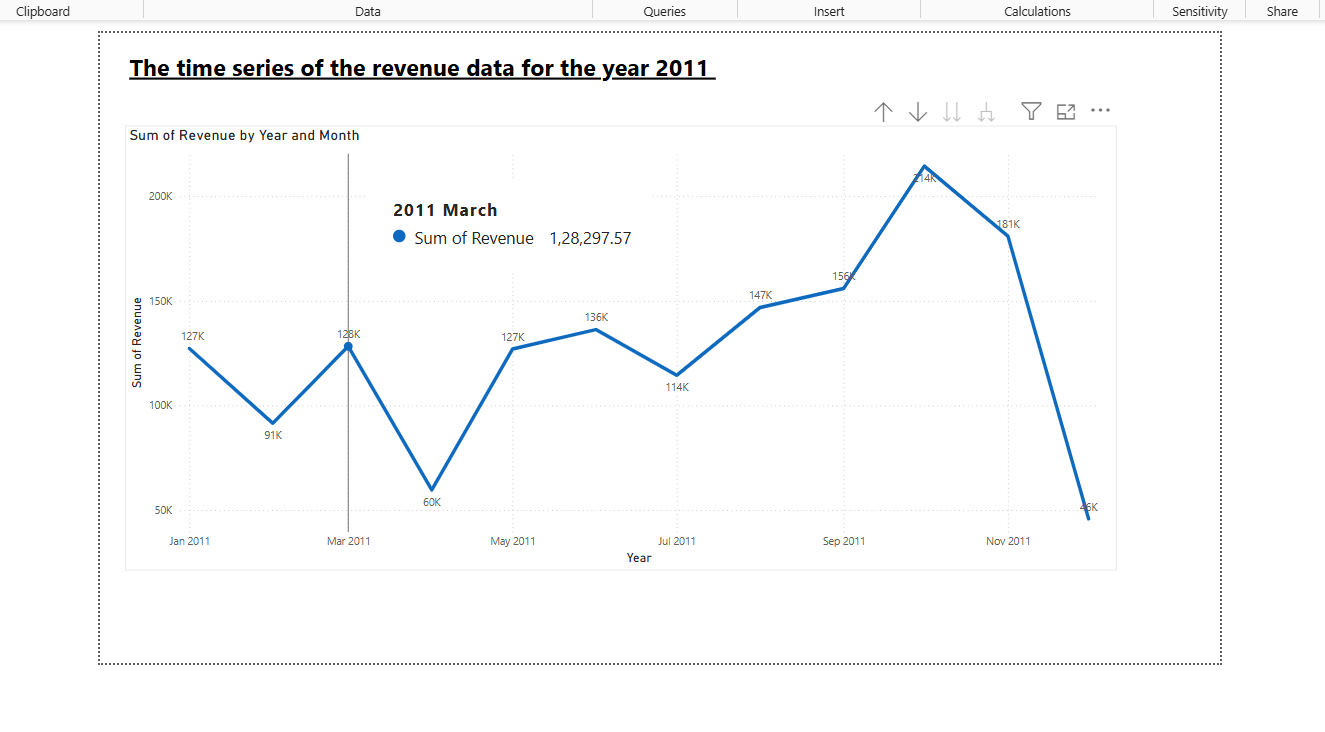 Clipboard Data Queries Insert Calculations Sensitivity Share
The time series of the revenue data for the year 2011
Sum of Revenue by Year and Month
2011 March
Sum of Revenue 1,28,297.57
200K
150K
100K
50K
Sum of Revenue
127K
91K
128K
60K
127K
136K
114K
147K
156K
214K
181K
46K
Jan 2011 Mar 2011 May 2011 Jul 2011 Sep 2011 Nov 2011
Year